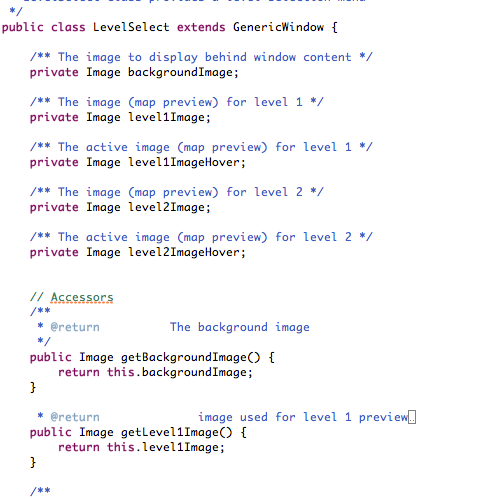 */
public class LevelSelect extends GenericWindow {
/** The image to display behind window content */
private Image backgroundImage;
/** The image (map preview) for level 1 */
private Image level1Image;
/** The active image (map preview) for level 1 */
private Image level1ImageHover;
/** The image (map preview) for level 2 */
private Image level2Image;
/** The active image (map preview) for level 2 */
private Image level2ImageHover;
// Accessors
/**
* @return The background image
*/
public Image getBackgroundImage() {
return this.backgroundImage;
}
* @return image used for level 1 preview..
public Image getLevel1Image() {
return this.level1Image;
}
/**